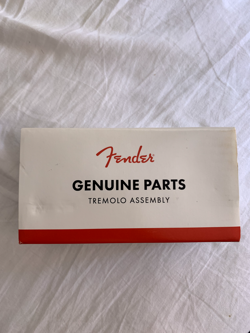 Fender
GENUINE PARTS
TREMOLO ASSEMBLY